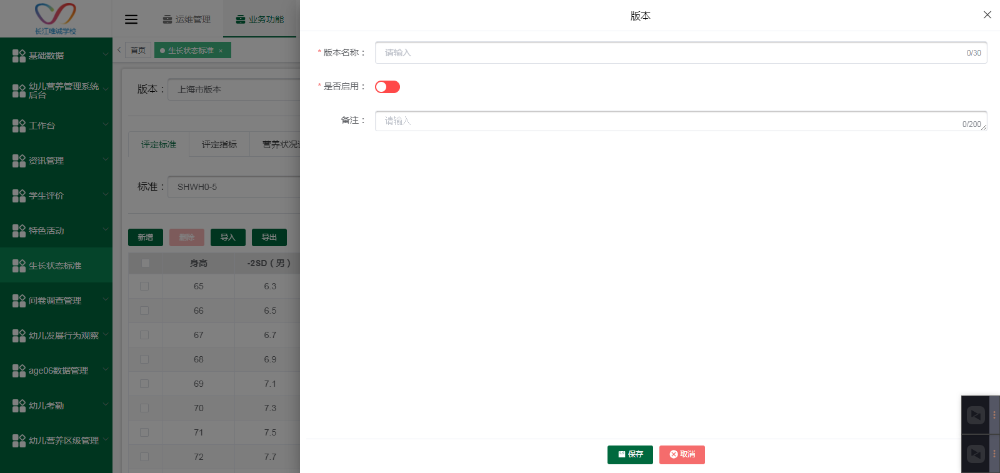 长江唯诚学校
运维管理
业务功能
版本
首页
生长状态标准 ×
基础数据
幼儿营养管理系统
后台
工作台
资讯管理
学生评价
特色活动
生长状态标准
问卷调查管理
幼儿发展行为观察
age06数据管理
幼儿考勤
幼儿营养区级管理
版本：
上海市版本
评定标准
评定指标
营养状况
标准：
SHWH0-5
新增
删除
导入
导出
身高
-2SD（男）
65
6.3
66
6.5
67
6.7
68
6.9
69
7.1
70
7.3
71
7.5
72
7.7
* 版本名称：
请输入
0/30
* 是否启用：
备注：
请输入
0/200
保存
取消